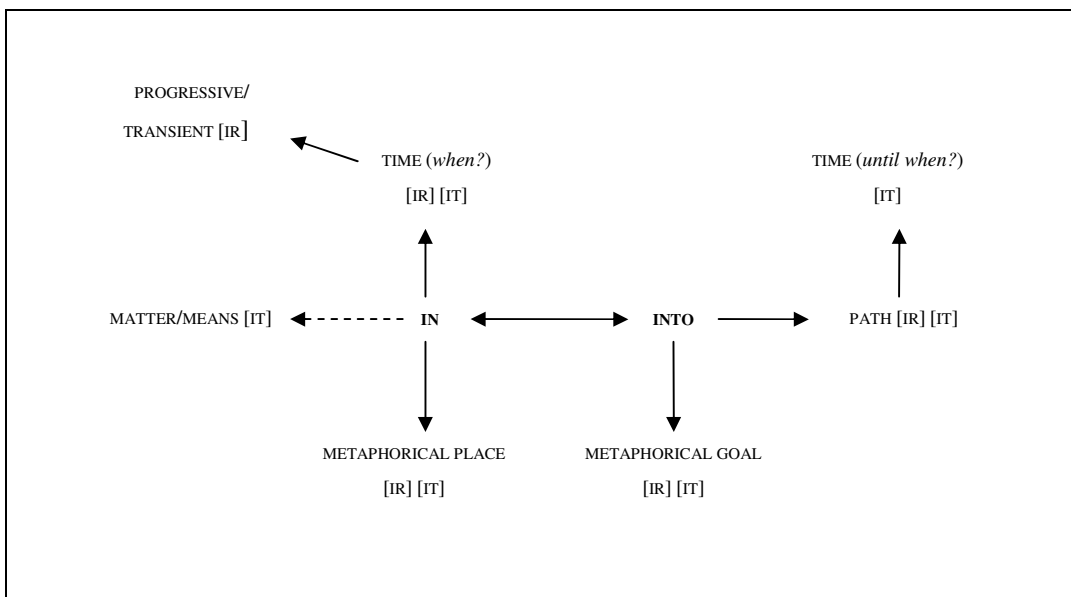 PROGRESSIVE/
TRANSIENT [IR]
TIME (when?)
[IR] [IT]
TIME (until when?)
[IT]
MATTER/MEANS [IT]
IN
INTO
PATH [IR] [IT]
METAPHORICAL PLACE
[IR] [IT]
METAPHORICAL GOAL
[IR] [IT]